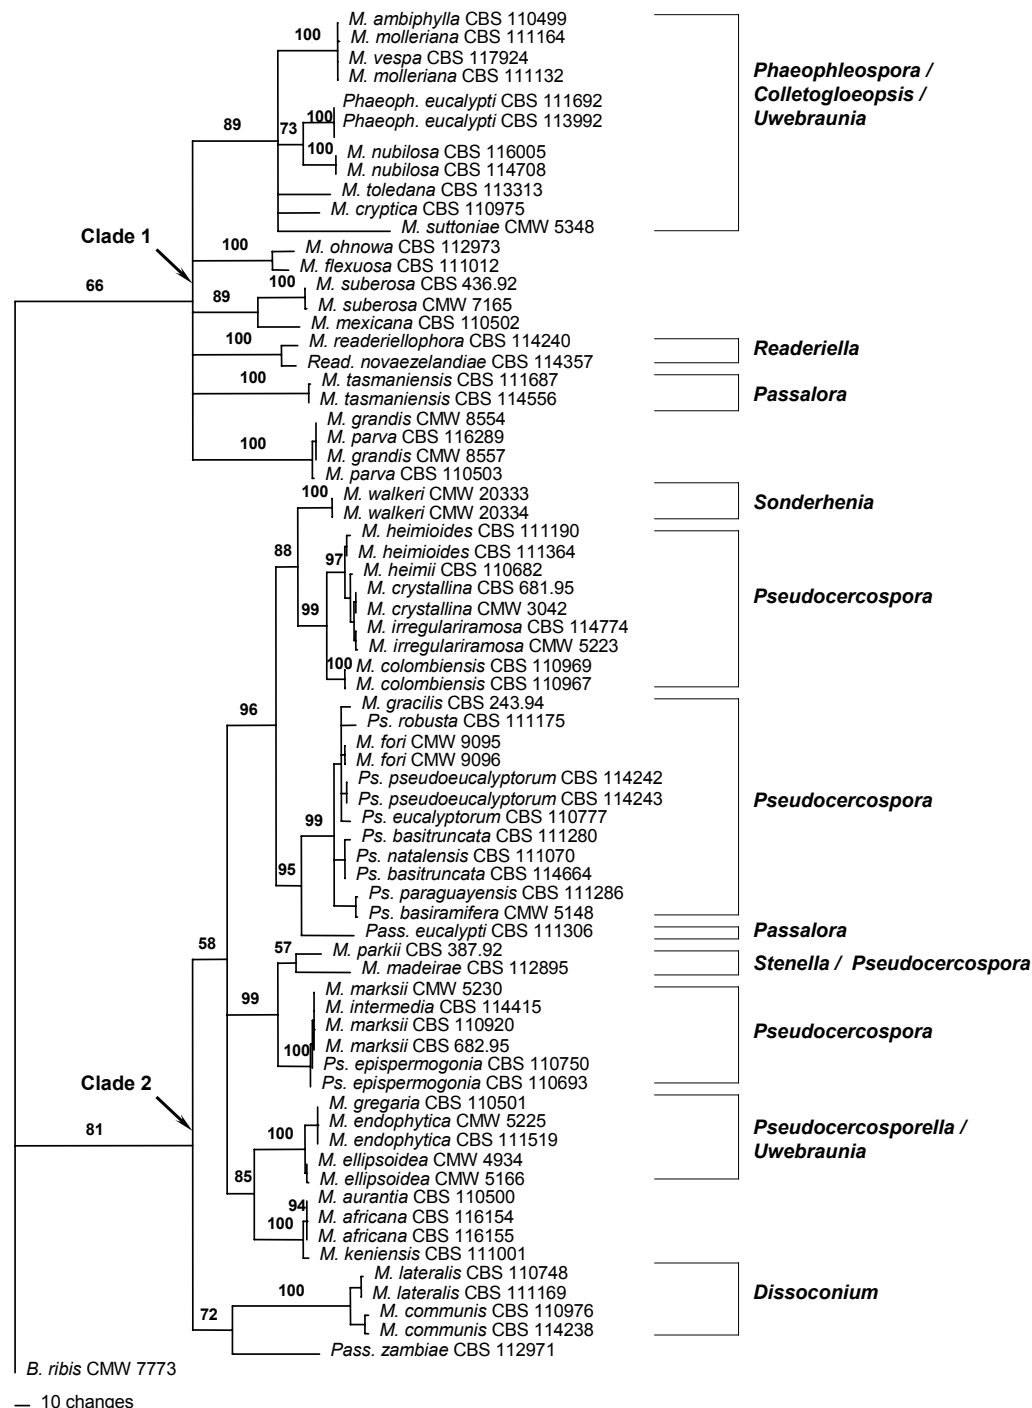 M. ambiphylla CBS 110499
100
M. molleriana CBS 111164
M. vespa CBS 117924
M. molleriana CBS 111132
Phaeophleospora /
Colletogloeopsis /
Uwebraunia
Phaeoph. eucalypti CBS 111692
100
Phaeoph. eucalypti CBS 113992
89
73
100
M. nubilosa CBS 116005
M. nubilosa CBS 114708
M. toledana CBS 113313
M. cryptica CBS 110975
M. suttoniae CMW 5348
Clade 1
100
M. ohnowa CBS 112973
M. flexuosa CBS 111012
66
100
M. suberosa CBS 436.92
89
M. suberosa CMW 7165
M. mexicana CBS 110502
100
M. readeriellophora CBS 114240
Read. novaezelandiae CBS 114357
Readeriella
100
M. tasmaniensis CBS 111687
M. tasmaniensis CBS 114556
Passalora
M. grandis CMW 8554
100
M. parva CBS 116289
M. grandis CMW 8557
M. parva CBS 110503
100
M. walkeri CMW 20333
M. walkeri CMW 20334
Sonderhenia
M. heimioides CBS 111190
88
97
M. heimioides CBS 111364
M. heimii CBS 110682
M. crystallina CBS 681.95
Pseudocercospora
99
M. crystallina CMW 3042
M. irregulariramosa CBS 114774
M. irregulariramosa CMW 5223
100
M. colombiensis CBS 110969
M. colombiensis CBS 110967
96
M. gracilis CBS 243.94
Ps. robusta CBS 111175
M. fori CMW 9095
M. fori CMW 9096
Ps. pseudoeucalyptorum CBS 114242
Ps. pseudoeucalyptorum CBS 114243
Pseudocercospora
99
Ps. eucalyptorum CBS 110777
Ps. basitruncata CBS 111280
Ps. natalensis CBS 111070
95
Ps. basitruncata CBS 114664
Ps. paraguayensis CBS 111286
Ps. basiramifera CMW 5148
Pass. eucalypti CBS 111306
Passalora
58
57
M. parkii CBS 387.92
M. madeirae CBS 112895
Stenella / Pseudocercospora
99
M. marksii CMW 5230
M. intermedia CBS 114415
M. marksii CBS 110920
Pseudocercospora
100
M. marksii CBS 682.95
Ps. epispermogonia CBS 110750
Ps. epispermogonia CBS 110693
Clade 2
81
M. gregaria CBS 110501
100
M. endophytica CMW 5225
M. endophytica CBS 111519
Pseudocercosporella /
Uwebraunia
M. ellipsoidea CMW 4934
85
M. ellipsoidea CMW 5166
94
M. aurantia CBS 110500
M. africana CBS 116154
100
M. africana CBS 116155
M. keniensis CBS 111001
100
M. lateralis CBS 110748
M. lateralis CBS 111169
Dissoconium
72
M. communis CBS 110976
M. communis CBS 114238
Pass. zambiae CBS 112971
B. ribis CMW 7773
10 changes